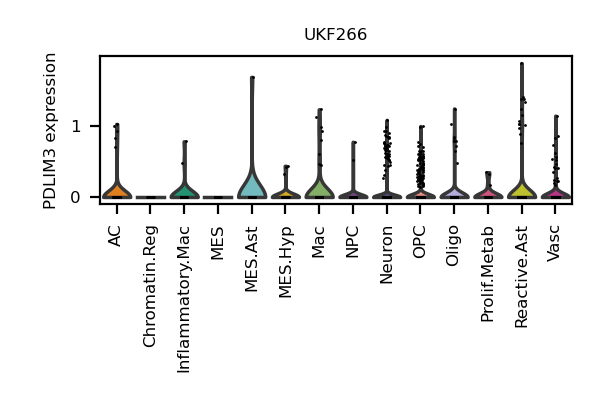 UKF266
PDLIM3 expression
1
0
AC
Chromatin.Reg
Inflammatory.Mac
MES
MES.Ast
MES.Hyp
Mac
NPC
Neuron
OPC
Oligo
Prolif.Metab
Reactive.Ast
Vasc